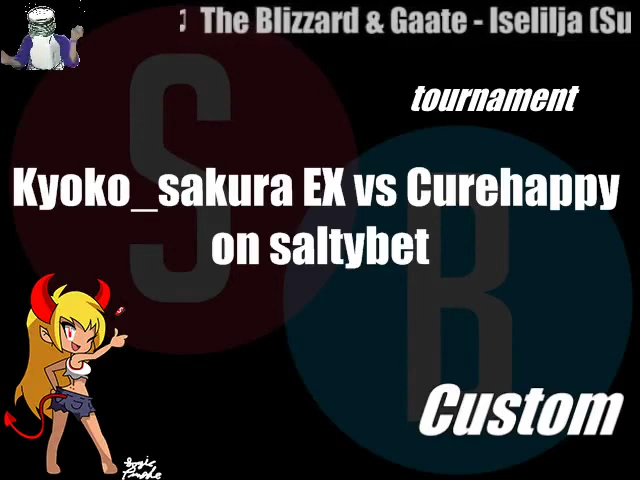 The Blizzard & Gaate - Iselilja (Su
tournament
Kyoko_sakura EX vs Curehappy
on saltybet
S
B
Custom